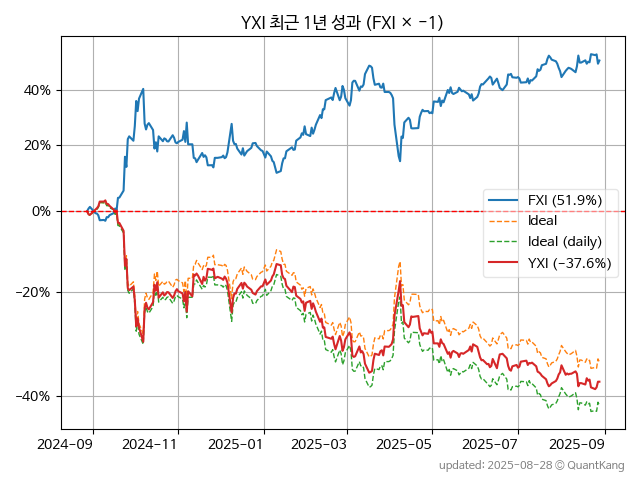 YXI 최근 1년 성과 (FXI × −1)
40%
20%
0%
−20%
−40%
FXI (51.9%)
Ideal
Ideal (daily)
YXI (−37.6%)
2024-09 2024-11 2025-01 2025-03 2025-05 2025-07 2025-09
updated: 2025-08-28 © QuantKang